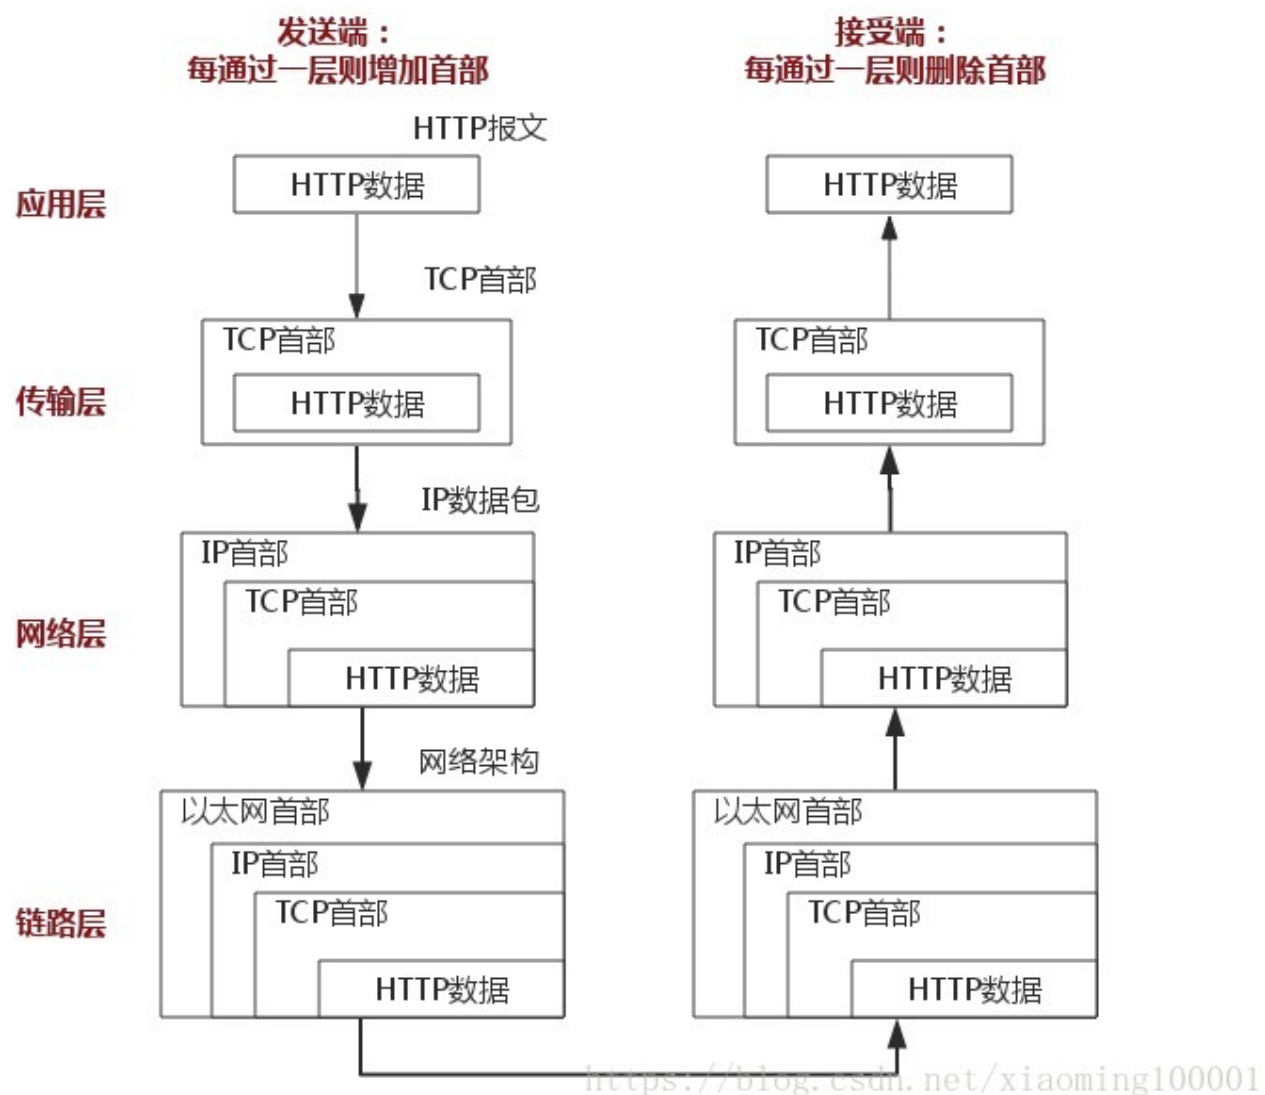 发送端：
每通过一层则增加首部
接受端：
每通过一层则删除首部
HTTP报文
应用层
HTTP数据
HTTP数据
TCP首部
TCP首部
TCP首部
传输层
HTTP数据
HTTP数据
IP数据包
IP首部
IP首部
TCP首部
TCP首部
网络层
HTTP数据
HTTP数据
网络架构
以太网首部
以太网首部
IP首部
IP首部
链路层
TCP首部
TCP首部
HTTP数据
HTTP数据
https://blog.csdn.net/xiaoming100001